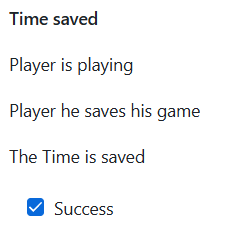 Time saved
Player is playing
Player he saves his game
The Time is saved
Success